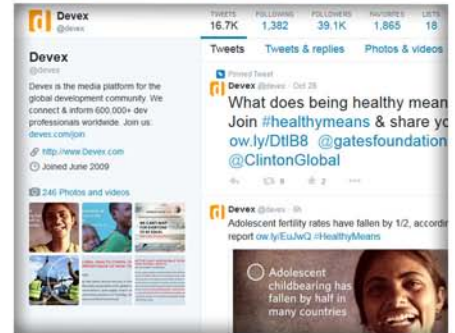 Devex
@devex
TWEETS FOLLOWING FOLLOWERS FAVORITES LISTS
16.7K 1,382 39.1K 1,865 18
Devex
@devex
Devex is the media platform for the
global development community. We
connect & inform 600,000+ dev
professionals worldwide. Join us:
devex.com/join
http://www.Devex.com
Joined June 2009
246 Photos and videos
Tweets Tweets & replies Photos & videos
Pinned Tweet
Devex @devex · Oct 28
What does being healthy mean
Join #healthymeans & share yo
ow.ly/DtlB8 @gatesfoundation
@ClintonGlobal
9 2
Devex @devex · 6h
Adolescent fertility rates have fallen by 1/2, accordin
report ow.ly/EuJwQ #HealthyMeans
Adolescent
childbearing has
fallen by half in
many countries